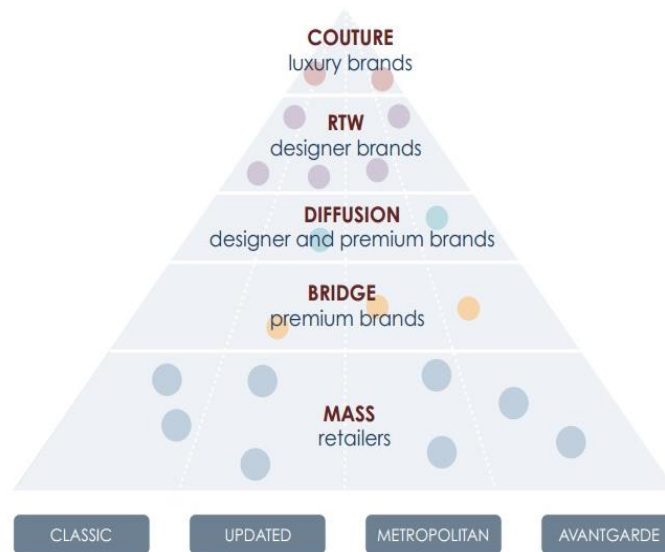 COUTURE
luxury brands
RTW
designer brands
DIFFUSION
designer and premium brands
BRIDGE
premium brands
MASS
retailers
CLASSIC
UPDATED
METROPOLITAN
AVANTGARDE